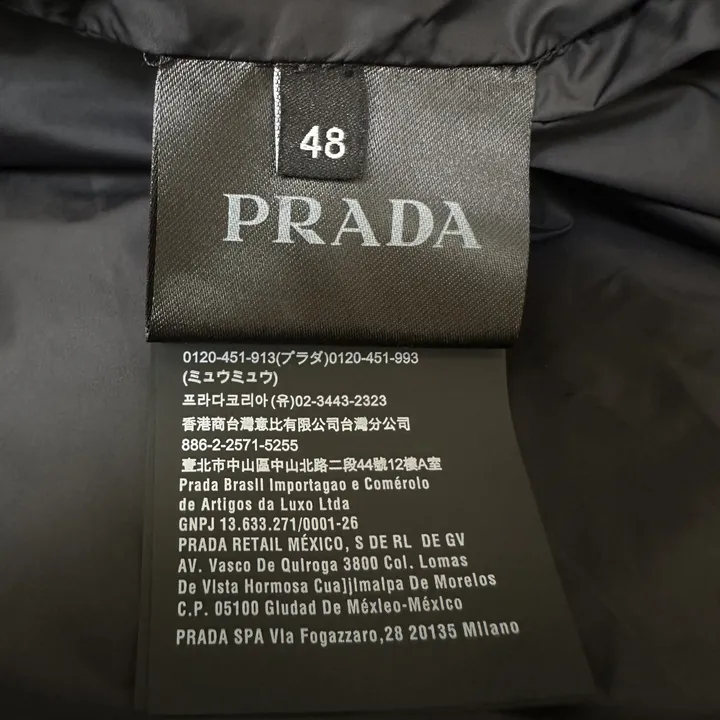 48
PRADA
0120-451-913(プラダ)0120-451-993
(ミュウミュウ)
프라다코리아(유)02-3443-2323
香港商台灣意比有限公司台灣分公司
886-2-2571-5255
臺北市中山區中山北路二段44號12樓A室
Prada BrasIl Importagao e Comérolo
de Artigos da Luxo Ltda
GNPJ 13.633.271/0001-26
PRADA RETAIL MÉXICO, S DE RL DE GV
AV. Vasco De Quiroga 3800 Col. Lomas
De VIsta Hormosa Cua]jImalpa De Morelos
C.P. 05100 GIudad De Méxleo-México
PRADA SPA VIa Fogazzaro,28 20135 Milano